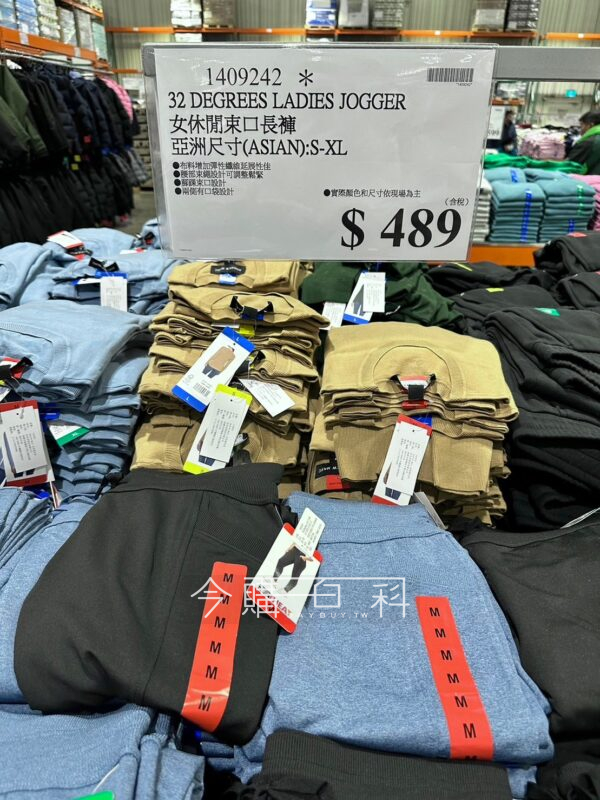 1409242 *
32 DEGREES LADIES JOGGER
女休閒束口長褲
亞洲尺寸(ASIAN):S-XL
●布料增加彈性纖維延展性佳
●腰部束繩設計可調整鬆緊
●腳踝束口設計
●兩側有口袋設計
●實際顏色和尺寸依現場為主
(含稅)
$ 489
今購百科
M M M M M M
M M M M M M